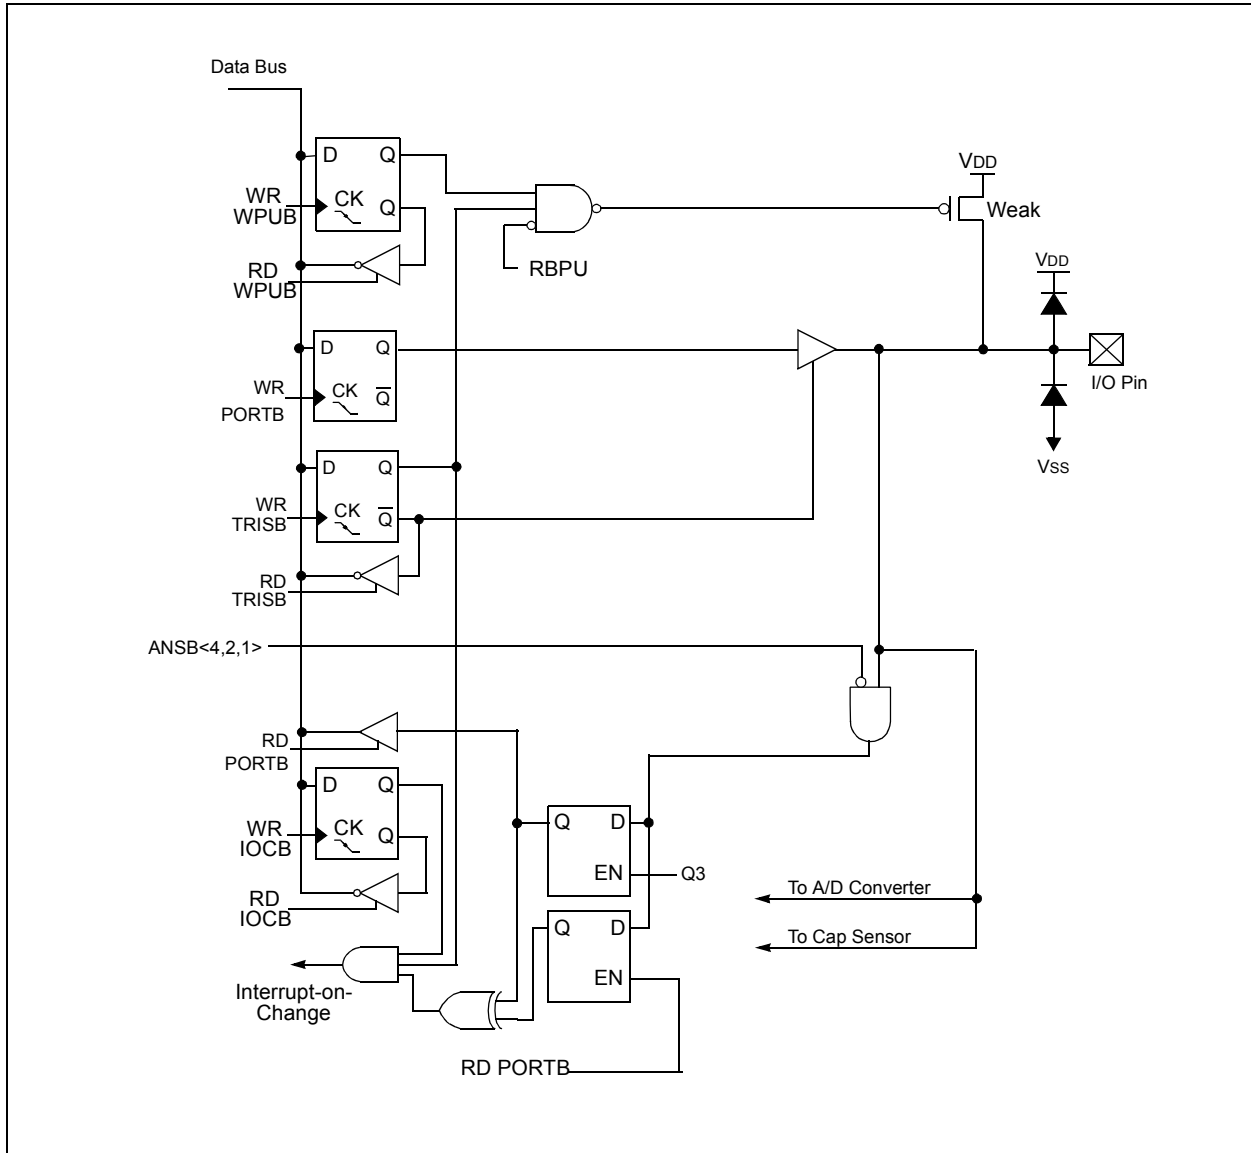 Data Bus
D Q
WR
WPUB
CK
Q
RD
WPUB
RBPU
VDD
Weak
VDD
I/O Pin
VSS
D Q
WR
PORTB
CK
Q
D Q
WR
TRISB
CK
Q
RD
TRISB
ANSB<4,2,1>
RD
PORTB
D Q
WR
IOCB
CK
Q
RD
IOCB
Q D
EN
Q3
Q D
EN
To A/D Converter
To Cap Sensor
Interrupt-on-
Change
RD PORTB